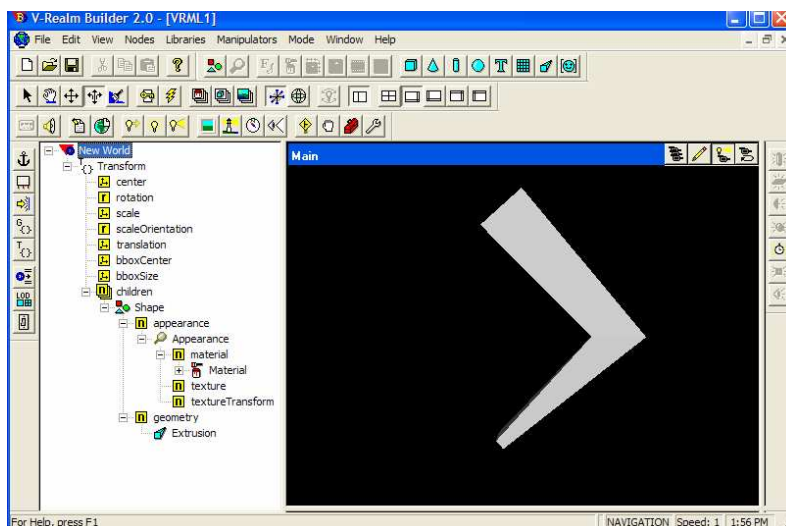 V-Realm Builder 2.0 - [VRML1]
File Edit View Nodes Libraries Manipulators Mode Window Help
New World
Transform
center
rotation
scale
scaleOrientation
translation
bboxCenter
bboxSize
children
Shape
appearance
Appearance
material
Material
texture
textureTransform
geometry
Extrusion
Main
For Help, press F1
NAVIGATION Speed: 1 1:56 PM